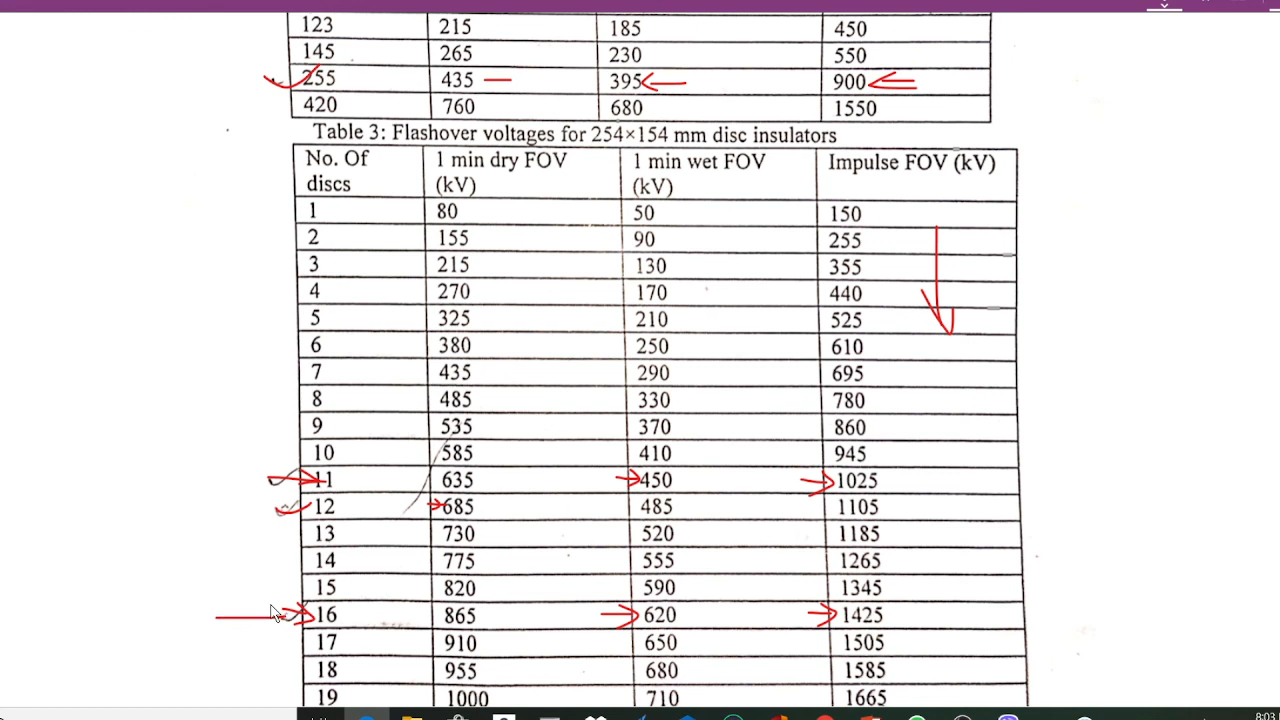 123 215 185 450
145 265 230 550
255 435 395 900
420 760 680 1550
Table 3: Flashover voltages for 254×154 mm disc insulators
No. Of discs 1 min dry FOV (kV) 1 min wet FOV (kV) Impulse FOV (kV)
1 80 50 150
2 155 90 255
3 215 130 355
4 270 170 440
5 325 210 525
6 380 250 610
7 435 290 695
8 485 330 780
9 535 370 860
10 585 410 945
11 635 450 1025
12 685 485 1105
13 730 520 1185
14 775 555 1265
15 820 590 1345
16 865 620 1425
17 910 650 1505
18 955 680 1585
19 1000 710 1665
8:03